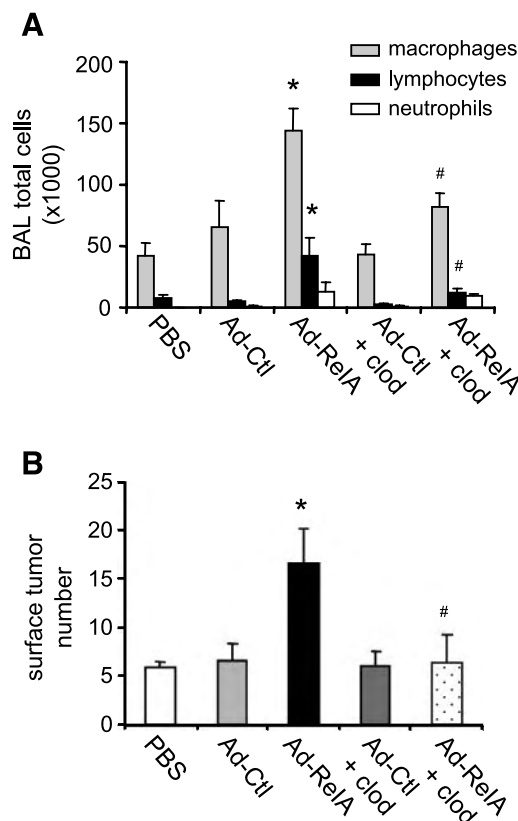 A
macrophages
lymphocytes
neutrophils
BAL total cells
(x1000)
200
150
100
50
0
*
*
#
#
PBS
Ad-Ctl
Ad-RelA
Ad-Ctl
+ clod
Ad-RelA
+ clod
B
surface tumor
number
25
20
15
10
5
0
*
#
PBS
Ad-Ctl
Ad-RelA
Ad-Ctl
+ clod
Ad-RelA
+ clod